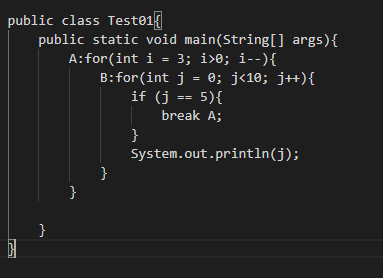 public class Test01{
    public static void main(String[] args){
        A:for(int i = 3; i>0; i--){
            B:for(int j = 0; j<10; j++){
                if (j == 5){
                    break A;
                }
                System.out.println(j);
            }
        }

    }
}